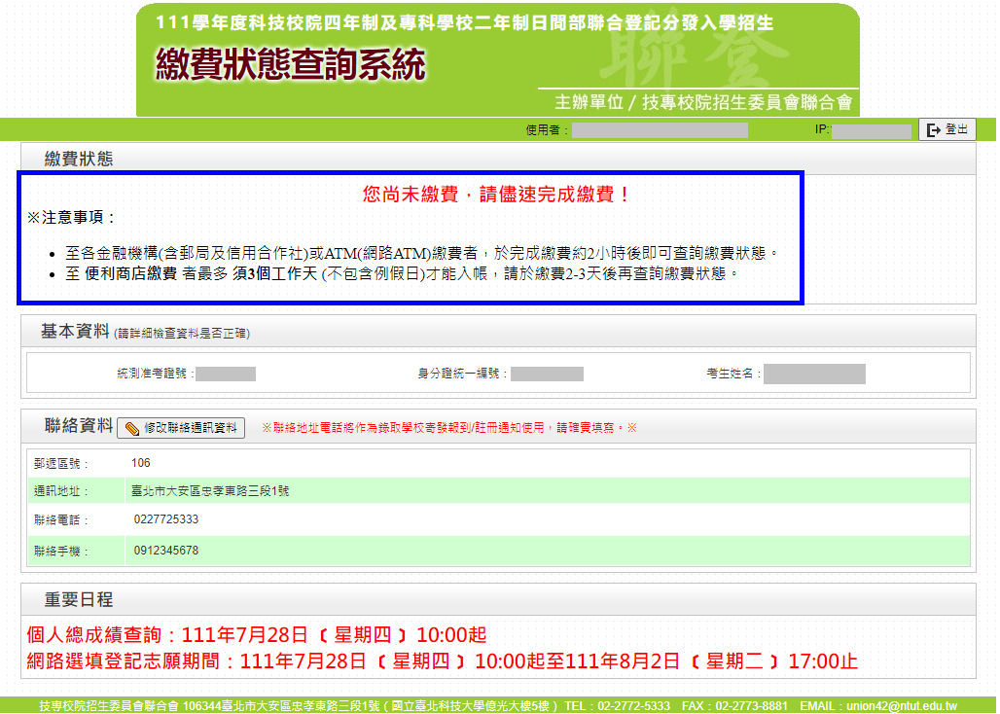 111學年度科技校院四年制及專科學校二年制日間部聯合登記分發入學招生
聯登
繳費狀態查詢系統
主辦單位 / 技專校院招生委員會聯合會
使用者：
IP:
登出
繳費狀態
您尚未繳費，請儘速完成繳費！
※注意事項：
至各金融機構(含郵局及信用合作社)或ATM(網路ATM)繳費者，於完成繳費約2小時後即可查詢繳費狀態。
至 便利商店繳費 者最多 須3個工作天 (不包含例假日)才能入帳，請於繳費2-3天後再查詢繳費狀態。
基本資料 (請詳細檢查資料是否正確)
統測准考證號：
身分證統一編號：
考生姓名：
聯絡資料 修改聯絡通訊資料 ※聯絡地址電話將作為錄取學校寄發報到/註冊通知使用，請確實填寫。※
郵遞區號： 106
通訊地址： 臺北市大安區忠孝東路三段1號
聯絡電話： 0227725333
聯絡手機： 0912345678
重要日程
個人總成績查詢：111年7月28日﹝星期四﹞10:00起
網路選填登記志願期間：111年7月28日﹝星期四﹞10:00起至111年8月2日﹝星期二﹞17:00止
技專校院招生委員會聯合會 106344臺北市大安區忠孝東路三段1號（國立臺北科技大學億光大樓5樓） TEL：02-2772-5333 FAX：02-2773-8881 EMAIL：union42@ntut.edu.tw